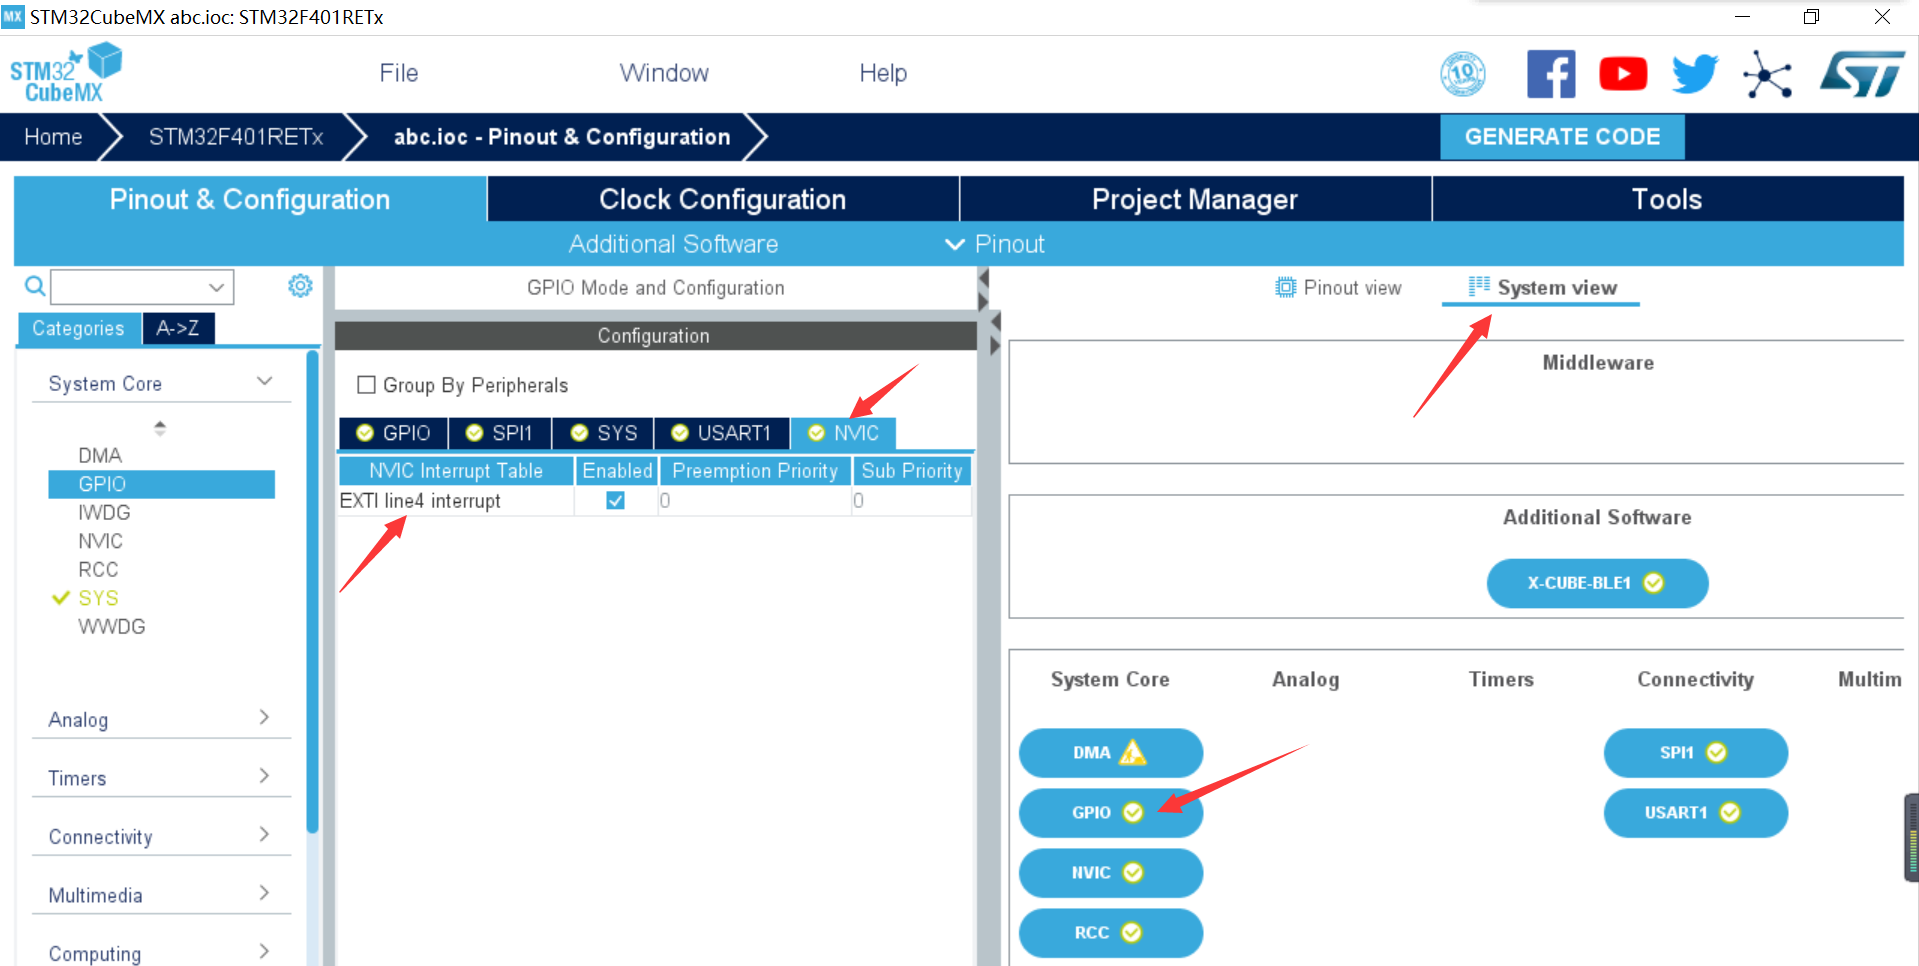 MX STM32CubeMX abc.ioc: STM32F401RETx
STM32 CubeMX
File Window Help
10
ST
Home STM32F401RETx abc.ioc - Pinout & Configuration GENERATE CODE
Pinout & Configuration Clock Configuration Project Manager Tools
Additional Software Pinout
GPIO Mode and Configuration
Pinout view System view
Categories A->Z
Configuration
System Core
Group By Peripherals
GPIO SPI1 SYS USART1 NVIC
NVIC Interrupt Table Enabled Preemption Priority Sub Priority
EXTI line4 interrupt 0 0
DMA
GPIO
IWDG
NVIC
RCC
SYS
WWDG
Analog
Timers
Connectivity
Multimedia
Computing
Middleware
Additional Software
X-CUBE-BLE1
System Core Analog Timers Connectivity Multim
DMA SPI1
GPIO USART1
NVIC
RCC